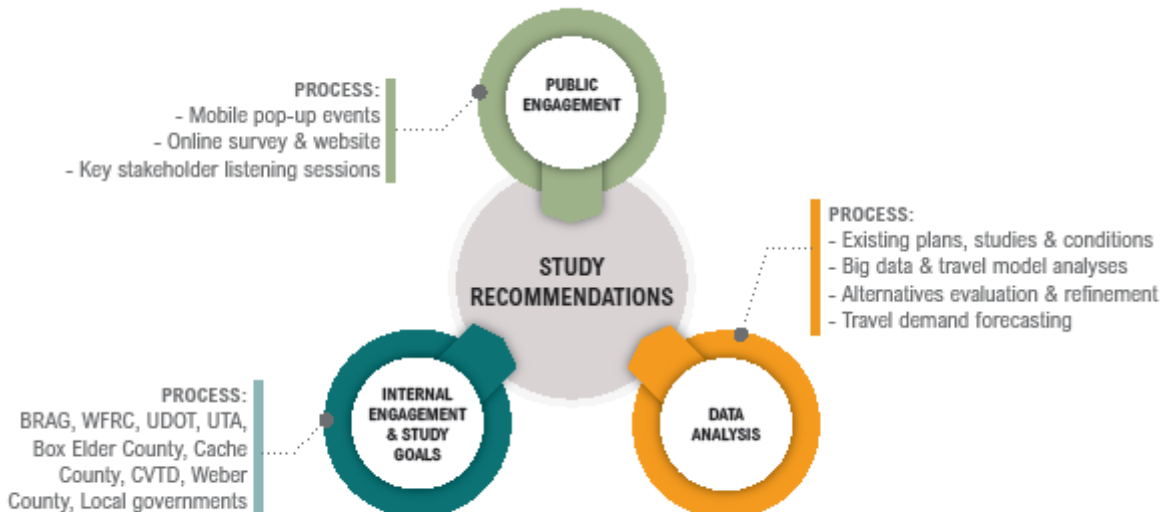 PUBLIC
ENGAGEMENT
PROCESS:
- Mobile pop-up events
- Online survey & website
- Key stakeholder listening sessions
STUDY
RECOMMENDATIONS
PROCESS:
- Existing plans, studies & conditions
- Big data & travel model analyses
- Alternatives evaluation & refinement
- Travel demand forecasting
PROCESS:
BRAG, WFRC, UDOT, UTA,
Box Elder County, Cache
County, CVTD, Weber
County, Local governments
INTERNAL
ENGAGEMENT
& STUDY
GOALS
DATA
ANALYSIS